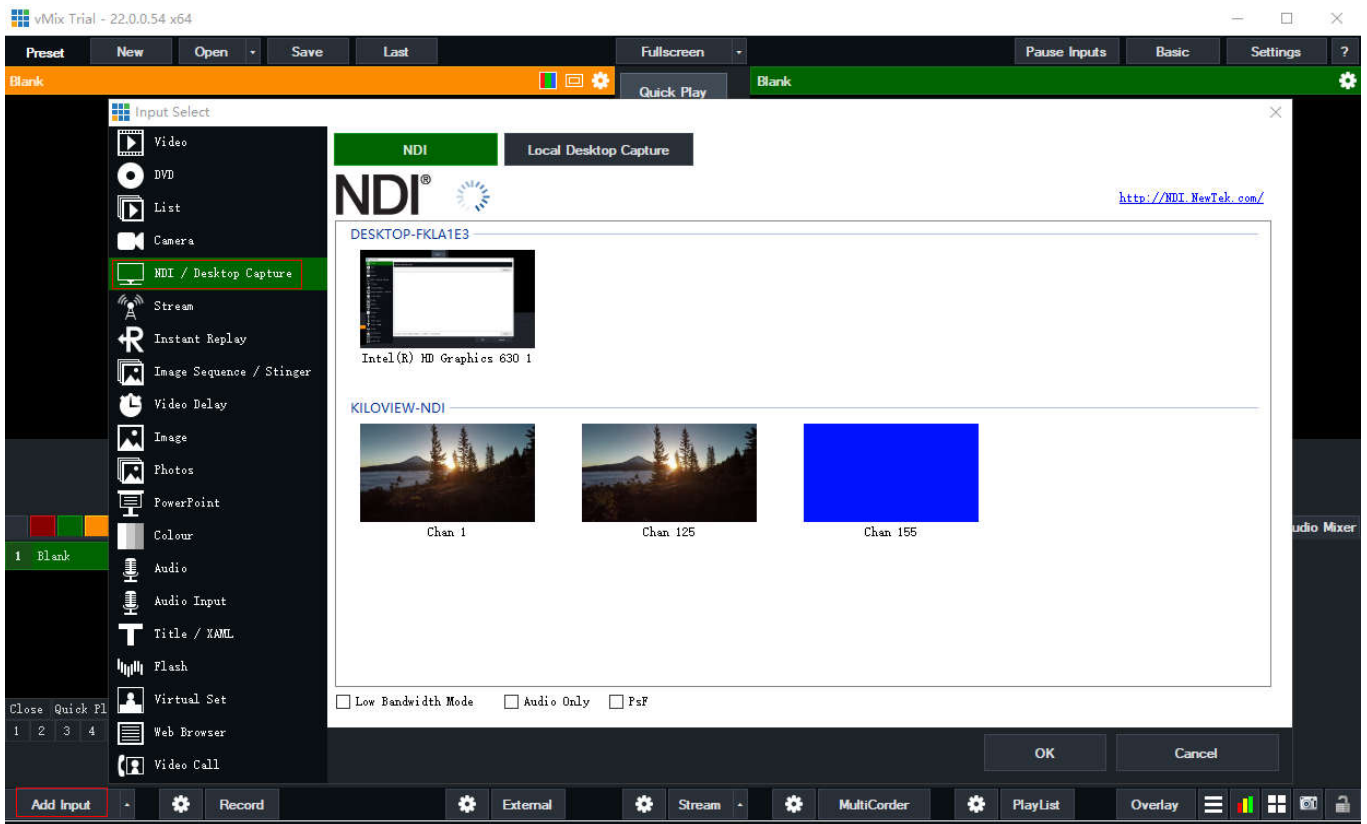 vMix Trial - 22.0.0.54 x64
Preset New Open Save Last Fullscreen Pause Inputs Basic Settings ?
Blank Quick Play Blank
Input Select
Video
DVD
List
Camera
NDI / Desktop Capture
Stream
Instant Replay
Image Sequence / Stinger
Video Delay
Image
Photos
PowerPoint
Colour
Audio
Audio Input
Title / XAML
Flash
Virtual Set
Web Browser
Video Call
NDI Local Desktop Capture
NDI®
http://NDI.NewTek.com/
DESKTOP-FKLA1E3
Intel(R) HD Graphics 630 1
KILOVIEW-NDI
Chan 1 Chan 125 Chan 155
Low Bandwidth Mode Audio Only PsF
OK Cancel
udio Mixer
1 Blank
Close Quick Pl
1 2 3 4
Add Input Record External Stream MultiCorder PlayList Overlay